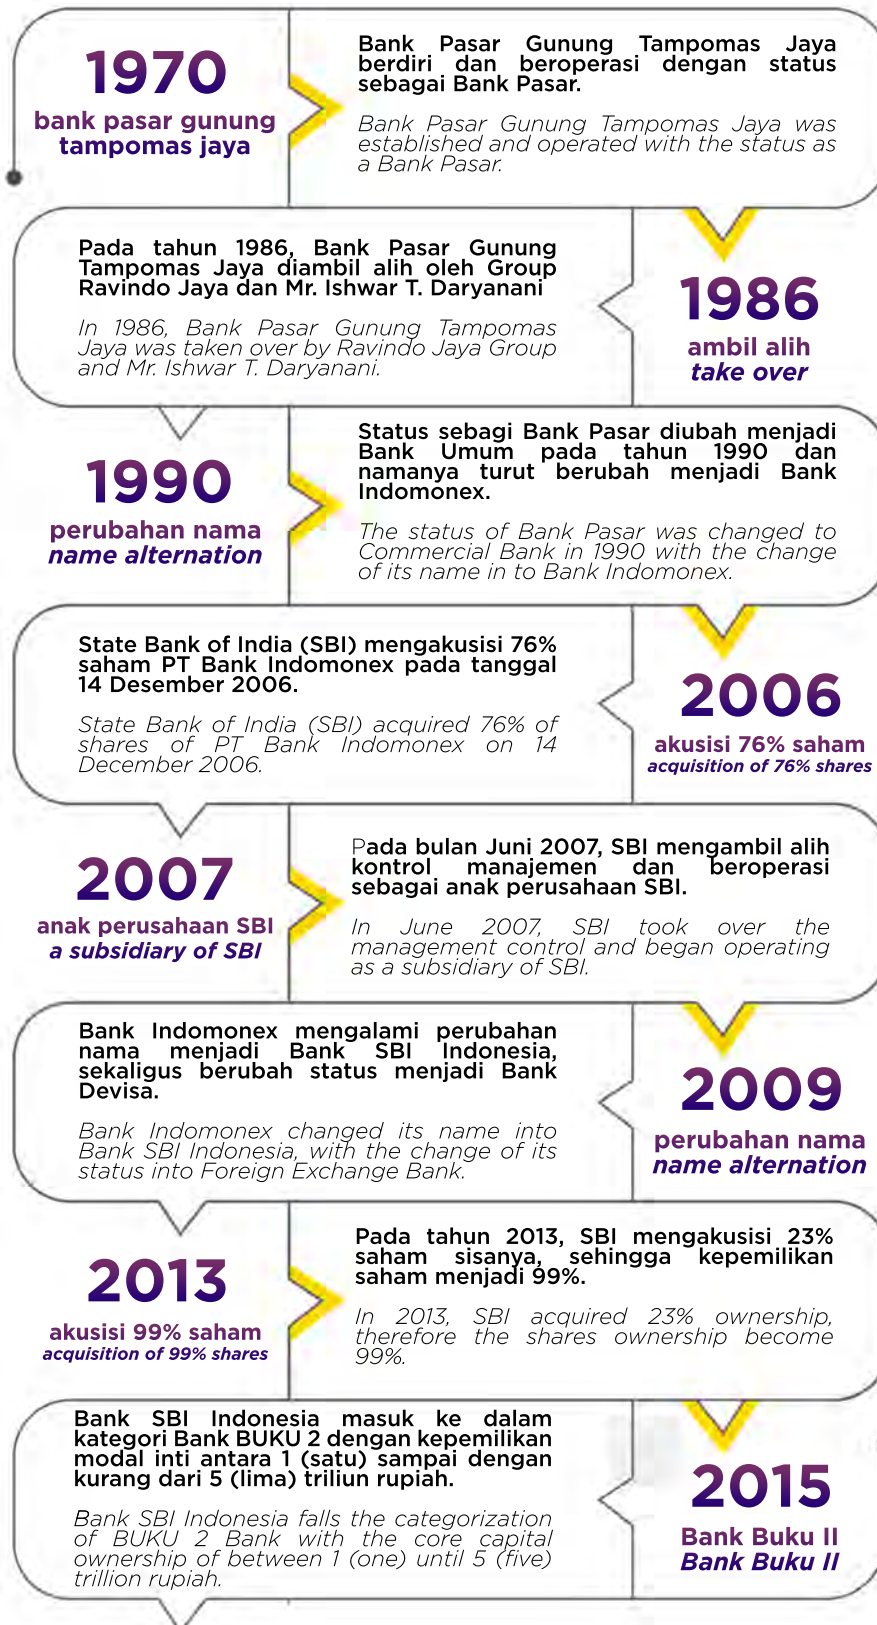 1970
bank pasar gunung
tampomas jaya
Bank Pasar Gunung Tampomas Jaya
berdiri dan beroperasi dengan status
sebagai Bank Pasar.
Bank Pasar Gunung Tampomas Jaya was
established and operated with the status as
a Bank Pasar.
Pada tahun 1986, Bank Pasar Gunung
Tampomas Jaya diambil alih oleh Group
Ravindo Jaya dan Mr. Ishwar T. Daryanani
In 1986, Bank Pasar Gunung Tampomas
Jaya was taken over by Ravindo Jaya Group
and Mr. Ishwar T. Daryanani.
1986
ambil alih
take over
1990
perubahan nama
name alternation
Status sebagi Bank Pasar diubah menjadi
Bank Umum pada tahun 1990 dan
namanya turut berubah menjadi Bank
Indomonex.
The status of Bank Pasar was changed to
Commercial Bank in 1990 with the change
of its name in to Bank Indomonex.
State Bank of India (SBI) mengakusisi 76%
saham PT Bank Indomonex pada tanggal
14 Desember 2006.
State Bank of India (SBI) acquired 76% of
shares of PT Bank Indomonex on 14
December 2006.
2006
akusisi 76% saham
acquisition of 76% shares
2007
anak perusahaan SBI
a subsidiary of SBI
Pada bulan Juni 2007, SBI mengambil alih
kontrol manajemen dan beroperasi
sebagai anak perusahaan SBI.
In June 2007, SBI took over the
management control and began operating
as a subsidiary of SBI.
Bank Indomonex mengalami perubahan
nama menjadi Bank SBI Indonesia,
sekaligus berubah status menjadi Bank
Devisa.
Bank Indomonex changed its name into
Bank SBI Indonesia, with the change of its
status into Foreign Exchange Bank.
2009
perubahan nama
name alternation
2013
akusisi 99% saham
acquisition of 99% shares
Pada tahun 2013, SBI mengakusisi 23%
saham sisanya, sehingga kepemilikan
saham menjadi 99%.
In 2013, SBI acquired 23% ownership,
therefore the shares ownership become
99%.
Bank SBI Indonesia masuk ke dalam
kategori Bank BUKU 2 dengan kepemilikan
modal inti antara 1 (satu) sampai dengan
kurang dari 5 (lima) triliun rupiah.
Bank SBI Indonesia falls the categorization
of BUKU 2 Bank with the core capital
ownership of between 1 (one) until 5 (five)
trillion rupiah.
2015
Bank Buku II
Bank Buku II